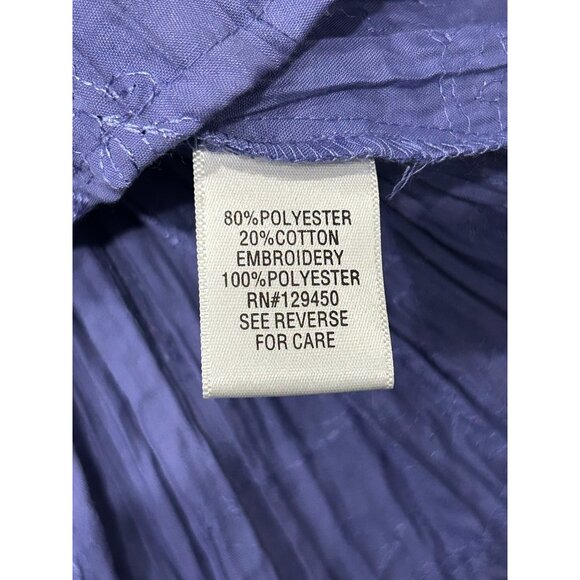 80%POLYESTER
20%COTTON
EMBROIDERY
100%POLYESTER
RN#129450
SEE REVERSE
FOR CARE